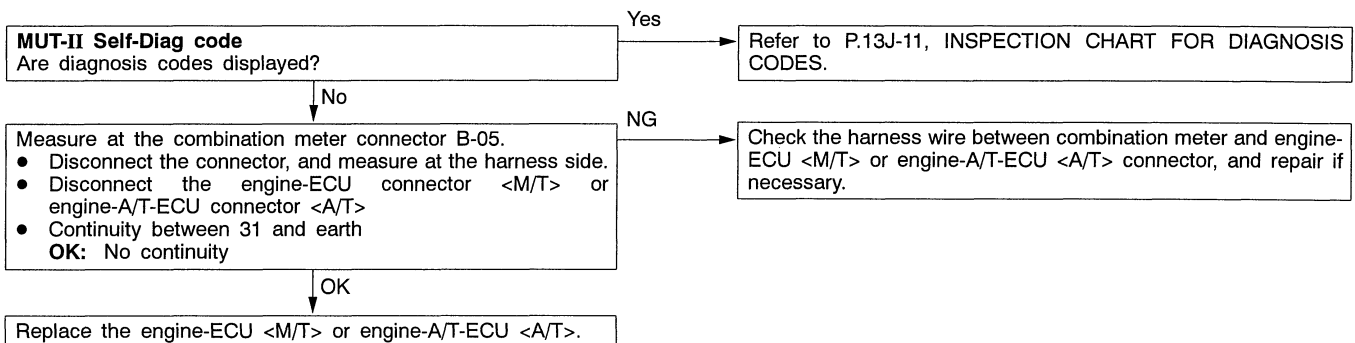 Yes
MUT-II Self-Diag code
Are diagnosis codes displayed?
Refer to P.13J-11, INSPECTION CHART FOR DIAGNOSIS
CODES.
No
NG
Measure at the combination meter connector B-05.
● Disconnect the connector, and measure at the harness side.
● Disconnect the engine-ECU connector <M/T> or
engine-A/T-ECU connector <A/T>
● Continuity between 31 and earth
OK: No continuity
Check the harness wire between combination meter and engine-
ECU <M/T> or engine-A/T-ECU <A/T> connector, and repair if
necessary.
OK
Replace the engine-ECU <M/T> or engine-A/T-ECU <A/T>.